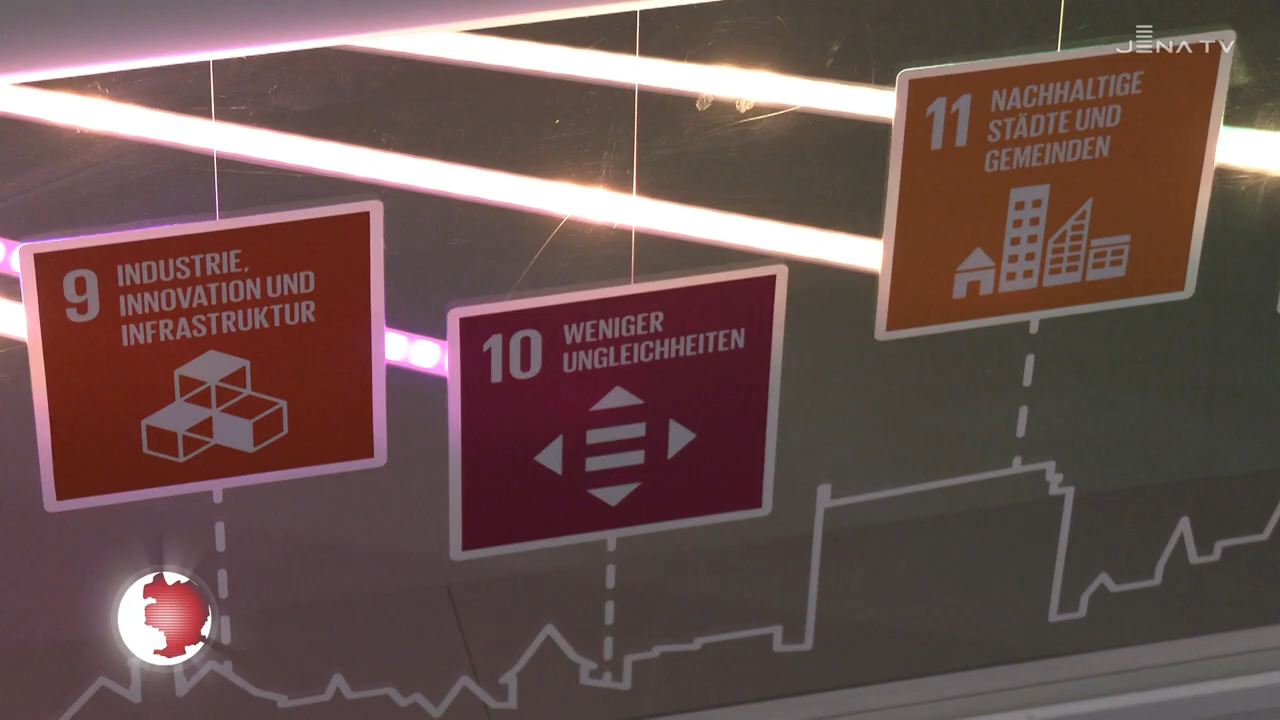 JENA TV
9 INDUSTRIE,
INNOVATION UND
INFRASTRUKTUR
10 WENIGER
UNGLEICHHEITEN
11 NACHHALTIGE
STÄDTE UND
GEMEINDEN